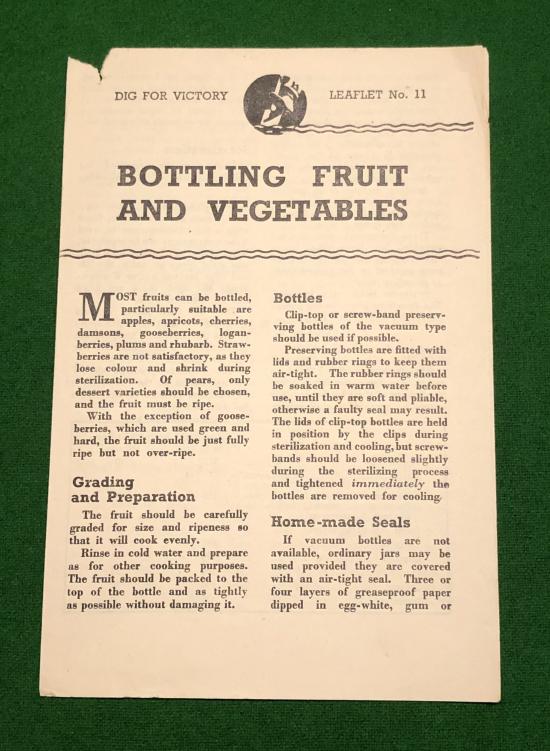 DIG FOR VICTORY
LEAFLET No. 11
BOTTLING FRUIT
AND VEGETABLES
MOST fruits can be bottled,
particularly suitable are
apples, apricots, cherries,
damsons, gooseberries, logan-
berries, plums and rhubarb. Straw-
berries are not satisfactory, as they
lose colour and shrink during
sterilization. Of pears, only
dessert varieties should be chosen,
and the fruit must be ripe.
With the exception of goose-
berries, which are used green and
hard, the fruit should be just fully
ripe but not over-ripe.
Grading
and Preparation
The fruit should be carefully
graded for size and ripeness so
that it will cook evenly.
Rinse in cold water and prepare
as for other cooking purposes.
The fruit should be packed to the
top of the bottle and as tightly
as possible without damaging it.
Bottles
Clip-top or screw-band preserv-
ving bottles of the vacuum type
should be used if possible.
Preserving bottles are fitted with
lids and rubber rings to keep them
air-tight. The rubber rings should
be soaked in warm water before
use, until they are soft and pliable,
otherwise a faulty seal may result.
The lids of clip-top bottles are held
in position by the clips during
sterilization and cooling, but screw-
bands should be loosened slightly
during the sterilizing process
and tightened immediately the
bottles are removed for cooling.
Home-made Seals
If vacuum bottles are not
available, ordinary jars may be
used provided they are covered
with an air-tight seal. Three or
four layers of greaseproof paper
dipped in egg-white, gum or